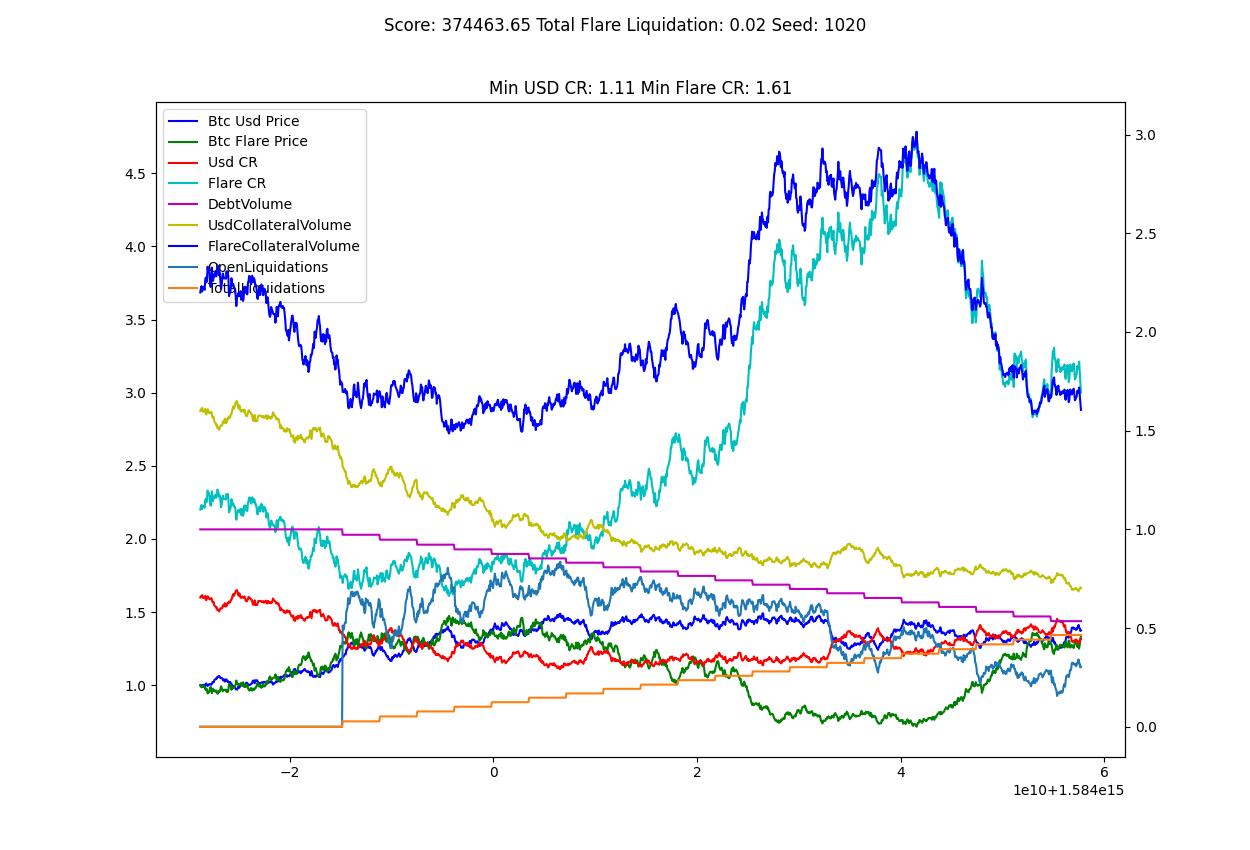 Score: 374463.65 Total Flare Liquidation: 0.02 Seed: 1020
Min USD CR: 1.11 Min Flare CR: 1.61
Btc Usd Price
Btc Flare Price
Usd CR
Flare CR
DebtVolume
UsdCollateralVolume
FlareCollateralVolume
OpenLiquidations
TotalLiquidations
4.5
4.0
3.5
3.0
2.5
2.0
1.5
1.0
3.0
2.5
2.0
1.5
1.0
0.5
0.0
−2
0
2
4
6
1e10+1.584e15